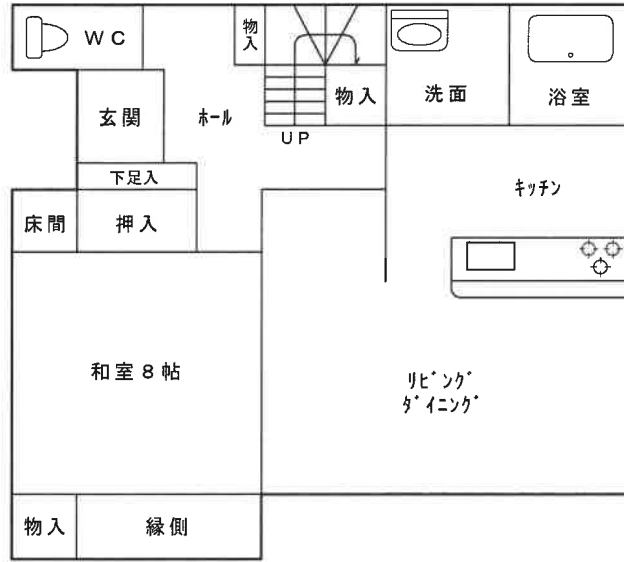 WC
物入
玄関
ホール
物入
洗面
浴室
UP
下足入
キッチン
床間
押入
和室8帖
リビング
ダイニング
物入
縁側